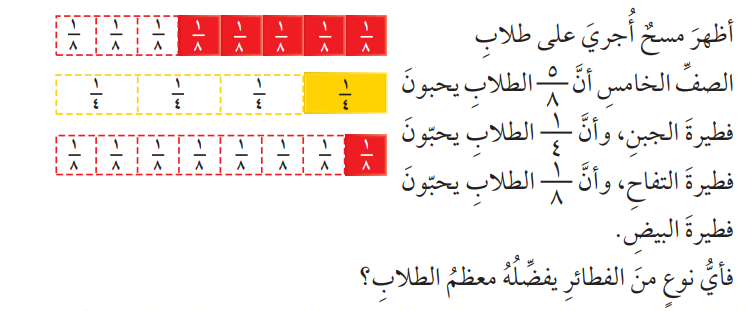 أظهرَ مسحٌ أُجريَ على طلابِ
الصفِّ الخامسِ أنَّ ٥/٨ الطلابِ يحبونَ
فطيرةَ الجبنِ، وأنَّ ١/٤ الطلابِ يحبّونَ
فطيرةَ التفاحِ، وأنَّ ١/٨ الطلابِ يحبّونَ
فطيرةَ البيضِ.
فأيُّ نوعٍ منَ الفطائرِ يفضِّلُهُ معظمُ الطلابِ؟
١/٨ ١/٨ ١/٨ ١/٨ ١/٨ ١/٨ ١/٨ ١/٨
١/٤ ١/٤ ١/٤ ١/٤
١/٨ ١/٨ ١/٨ ١/٨ ١/٨ ١/٨ ١/٨ ١/٨